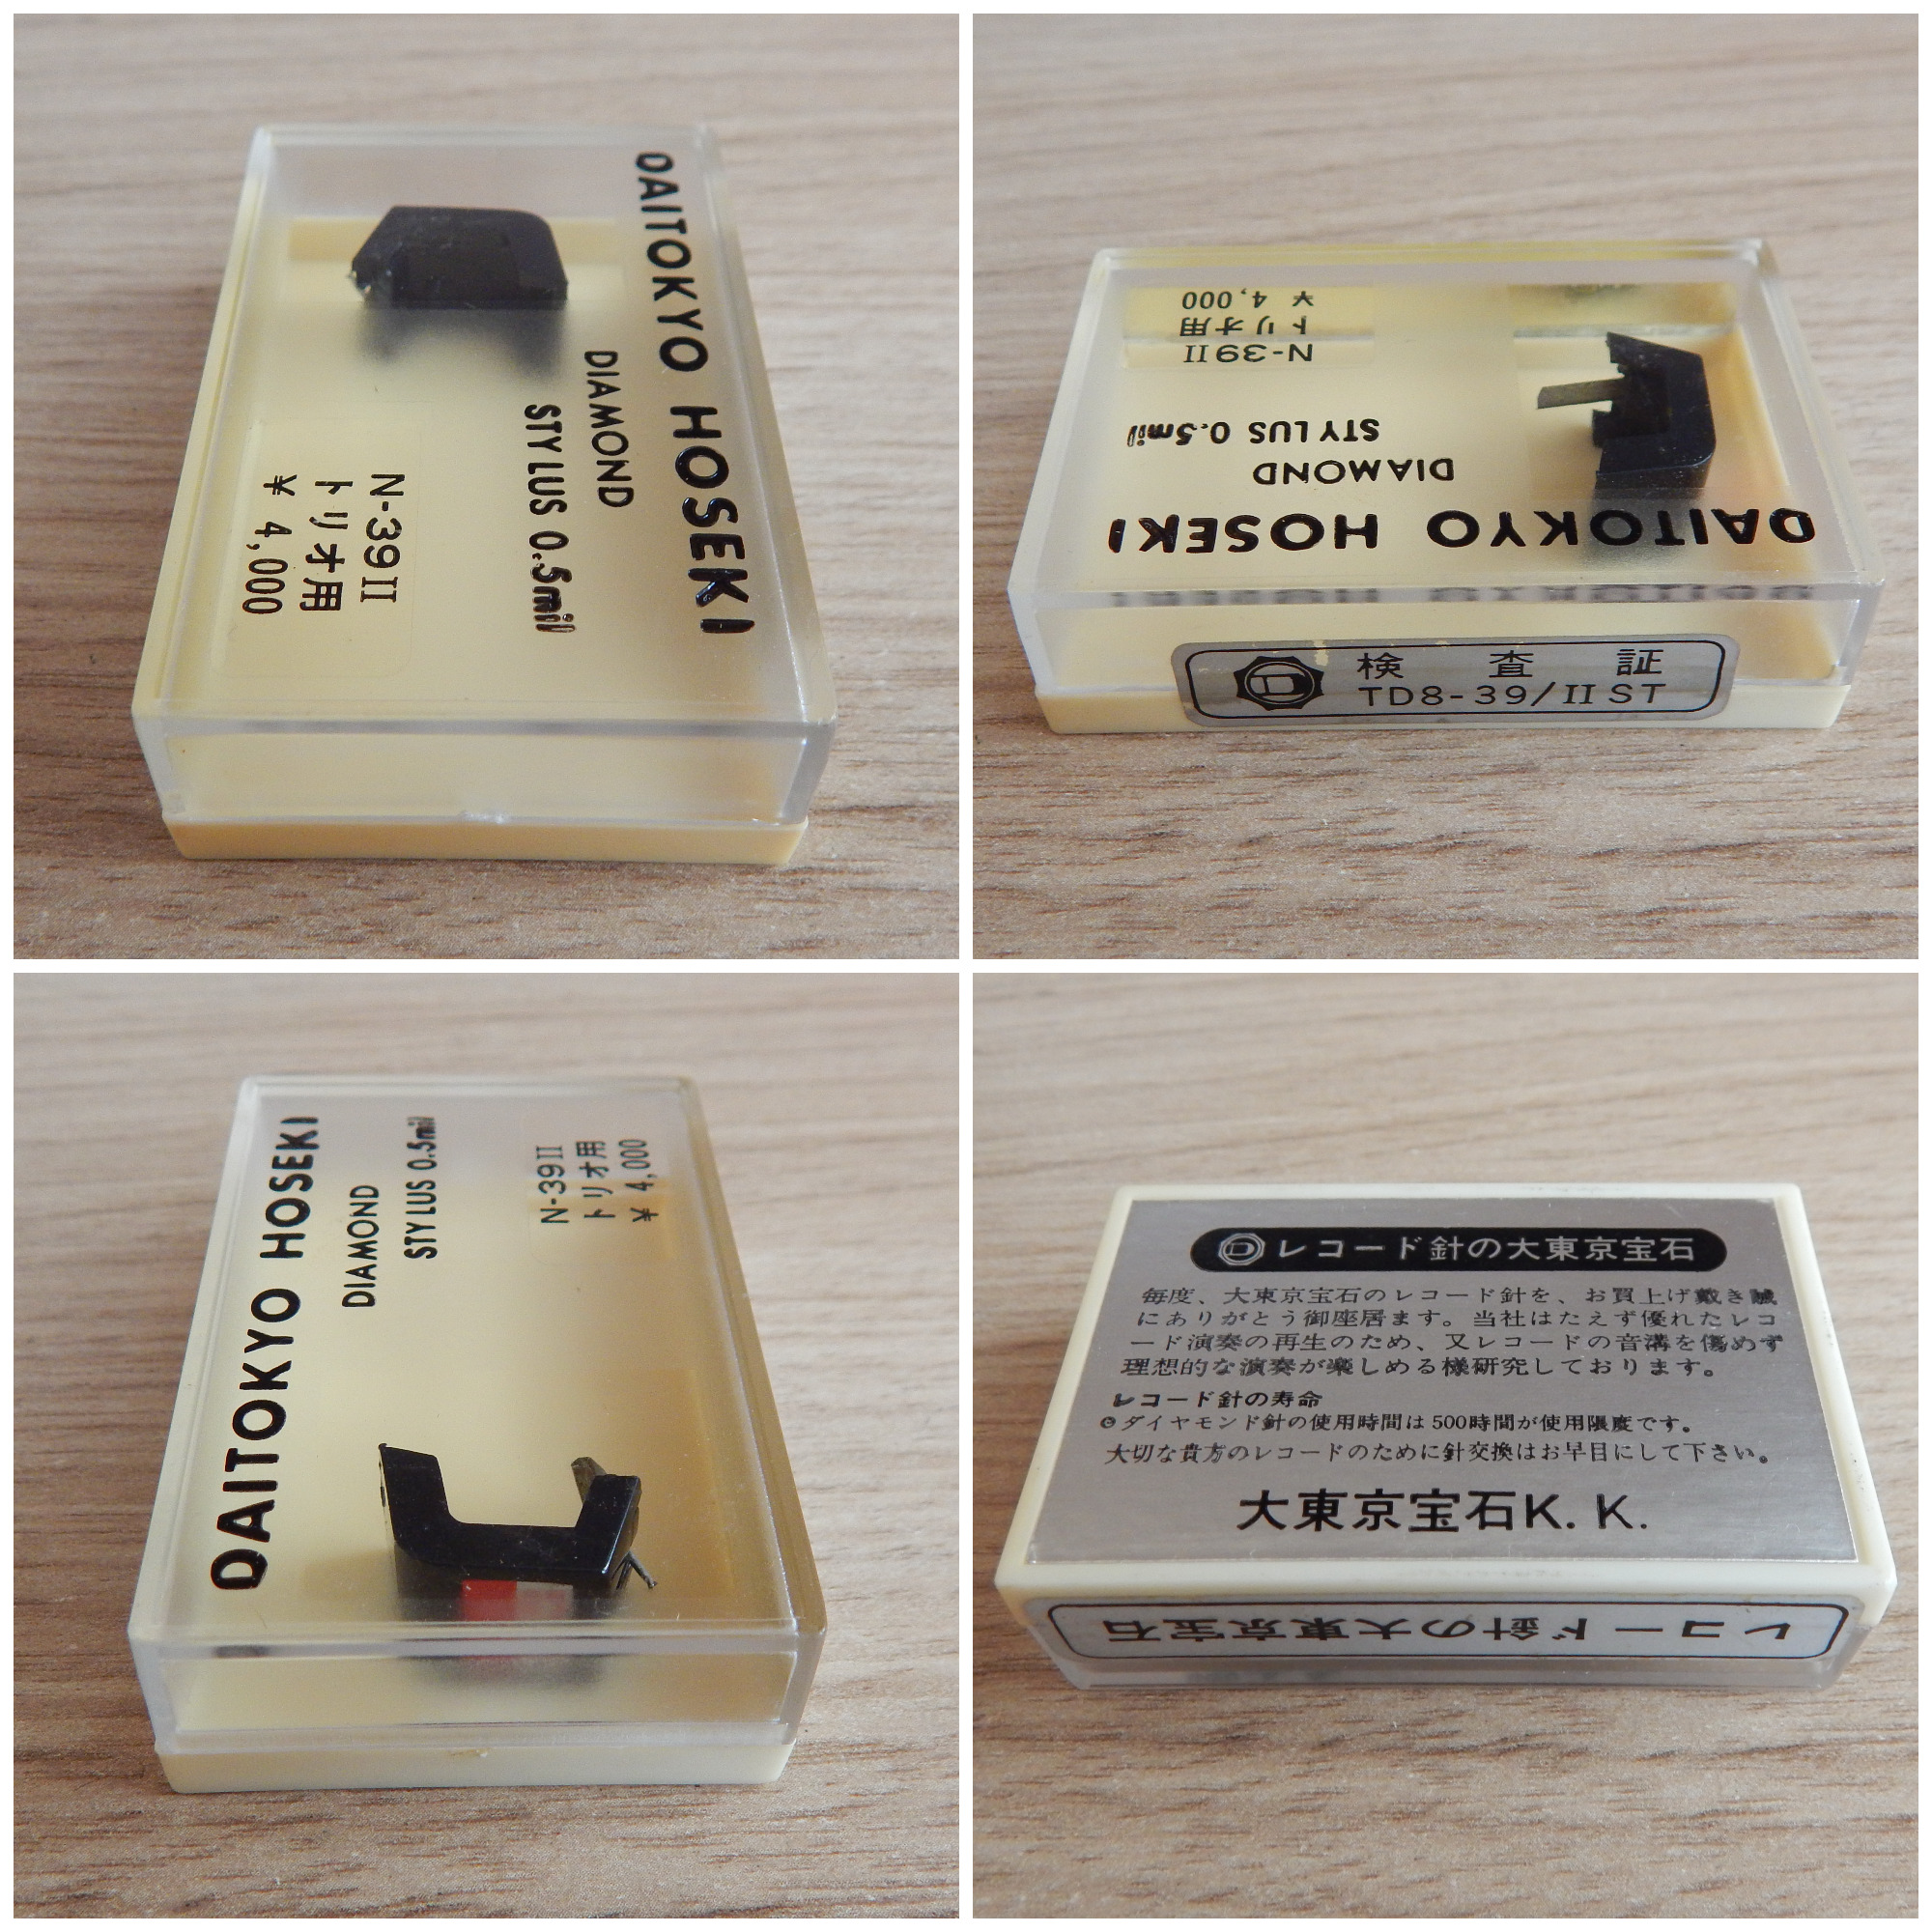 DAITOKYO HOSEKI
DIAMOND
STYLUS 0.5mil
N-39II
トリオ用
¥ 4,000
N-39II
トリオ用
¥ 4,000
STYLUS 0.5mil
DIAMOND
DAITOKYO HOSEKI
D 検査証
TD8-39/II ST
DAITOKYO HOSEKI
DIAMOND
STYLUS 0.5mil
N-39II
トリオ用
¥ 4,000
D レコード針の大東京宝石
毎度、大東京宝石のレコード針を、お買上げ戴き誠
にありがとう御座居ます。当社はたえず優れたレコ
ード演奏の再生のため、又レコードの音溝を傷めず
理想的な演奏が楽しめる様研究しております。
レコード針の寿命
◎ダイヤモンド針の使用時間は500時間が使用限度です。
大切な貴方のレコードのために針交換はお早目にして下さい。
大東京宝石K.K.
レコード針の大東京宝石